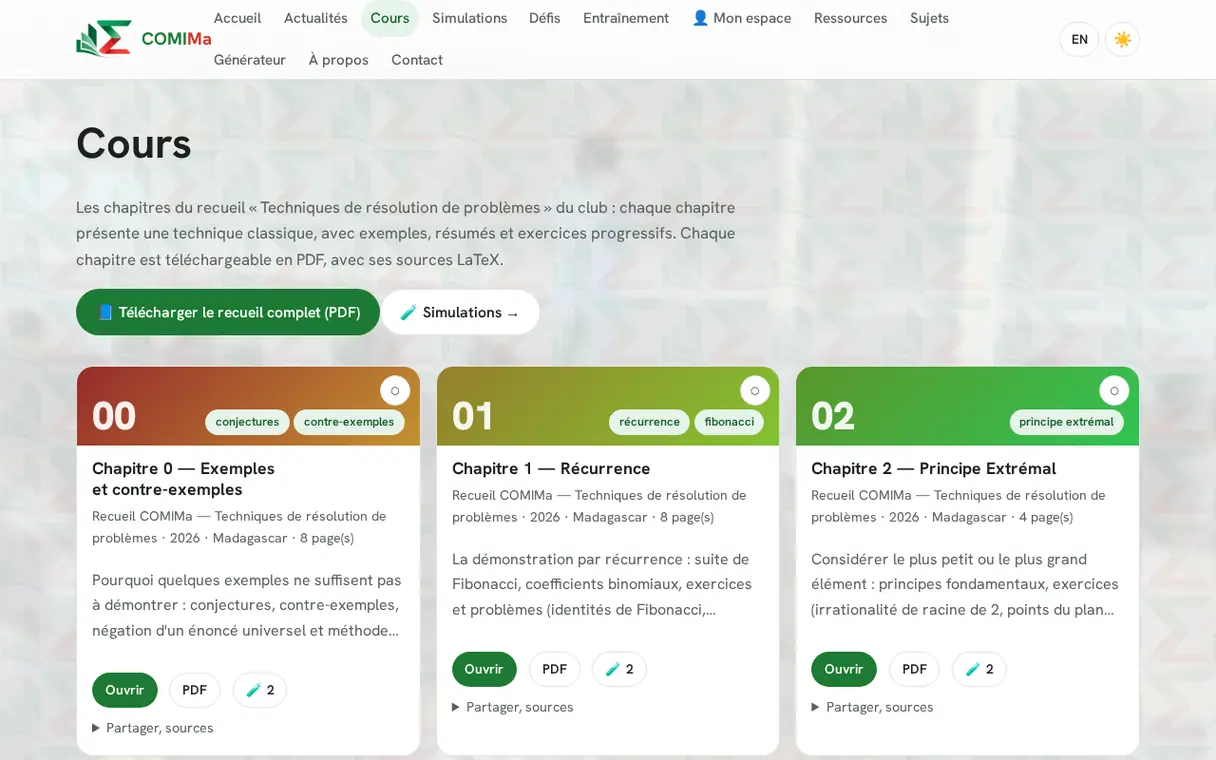 COMIMa
Accueil Actualités Cours Simulations Défis Entraînement 👤 Mon espace Ressources Sujets
Générateur À propos Contact
EN
Cours
Les chapitres du recueil « Techniques de résolution de problèmes » du club : chaque chapitre
présente une technique classique, avec exemples, résumés et exercices progressifs. Chaque
chapitre est téléchargeable en PDF, avec ses sources LaTeX.
📘 Télécharger le recueil complet (PDF)
🧪 Simulations →
00
conjectures contre-exemples
Chapitre 0 — Exemples
et contre-exemples
Recueil COMIMa — Techniques de résolution de
problèmes · 2026 · Madagascar · 8 page(s)
Pourquoi quelques exemples ne suffisent pas
à démontrer : conjectures, contre-exemples,
négation d'un énoncé universel et méthode…
Ouvrir PDF 🧪 2
▶ Partager, sources
01
récurrence fibonacci
Chapitre 1 — Récurrence
Recueil COMIMa — Techniques de résolution de
problèmes · 2026 · Madagascar · 8 page(s)
La démonstration par récurrence : suite de
Fibonacci, coefficients binomiaux, exercices
et problèmes (identités de Fibonacci,…
Ouvrir PDF 🧪 2
▶ Partager, sources
02
principe extrémal
Chapitre 2 — Principe Extrémal
Recueil COMIMa — Techniques de résolution de
problèmes · 2026 · Madagascar · 4 page(s)
Considérer le plus petit ou le plus grand
élément : principes fondamentaux, exercices
(irrationalité de racine de 2, points du plan…
Ouvrir PDF 🧪 2
▶ Partager, sources